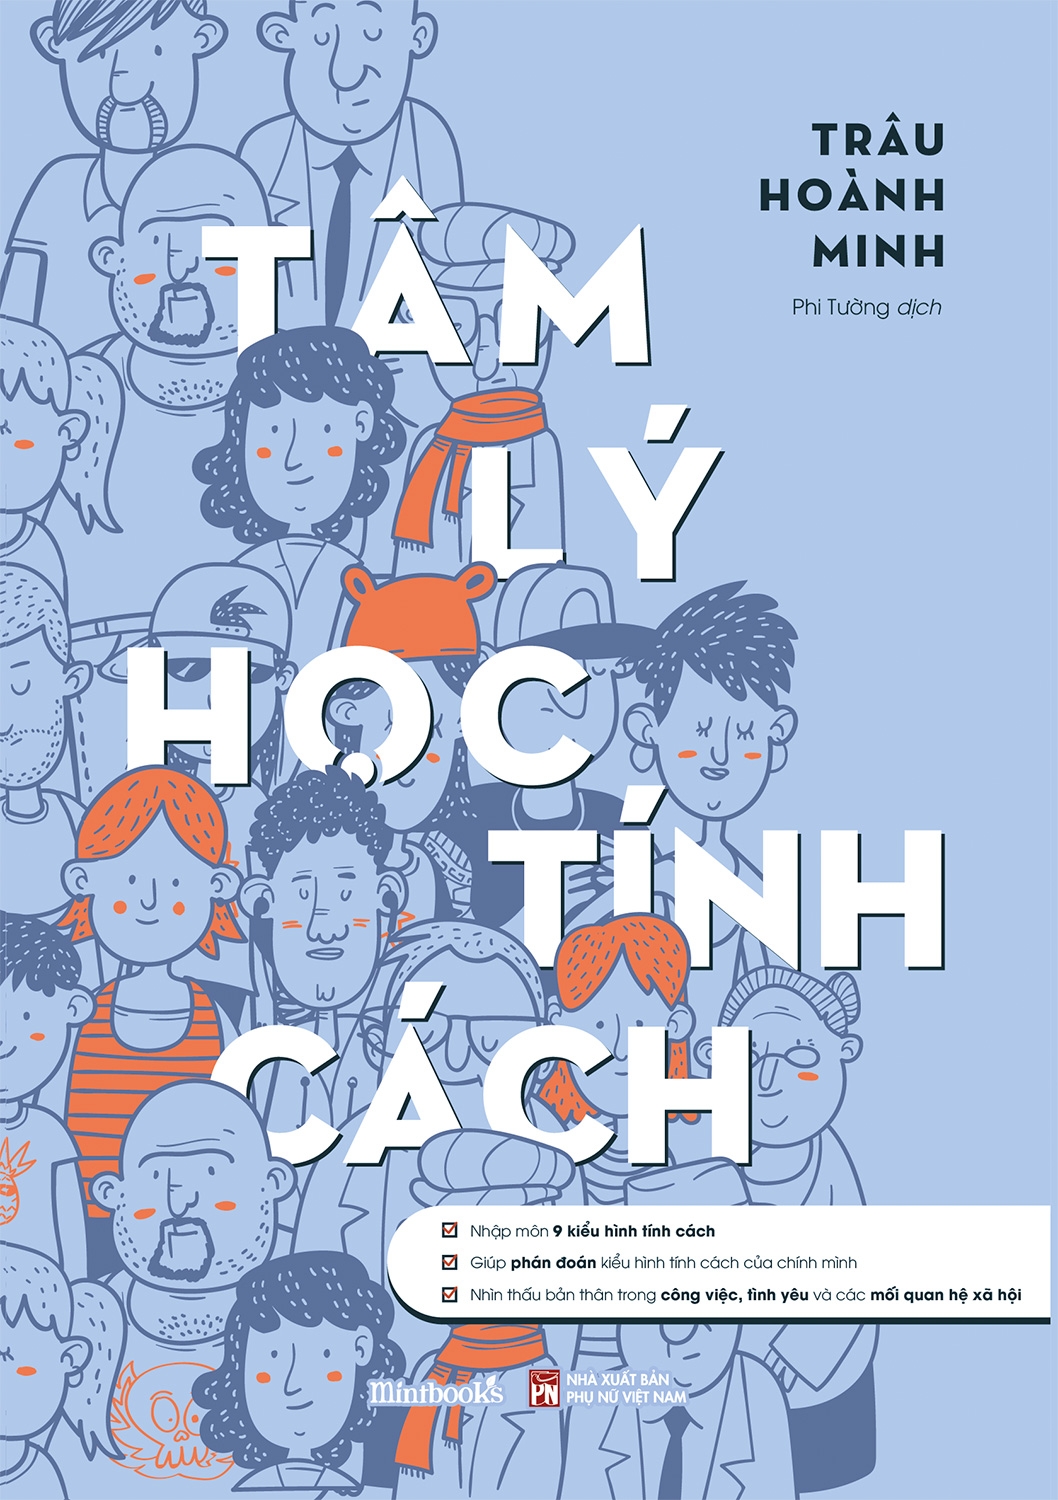 TRÂU
HOÀNH
MINH
Phi Tường dịch
TÂM
LÝ
HỌC
TÍNH
CÁCH
Nhập môn 9 kiểu hình tính cách
Giúp phán đoán kiểu hình tính cách của chính mình
Nhìn thấu bản thân trong công việc, tình yêu và các mối quan hệ xã hội
mintbooks
PN
NHÀ XUẤT BẢN
PHỤ NỮ VIỆT NAM